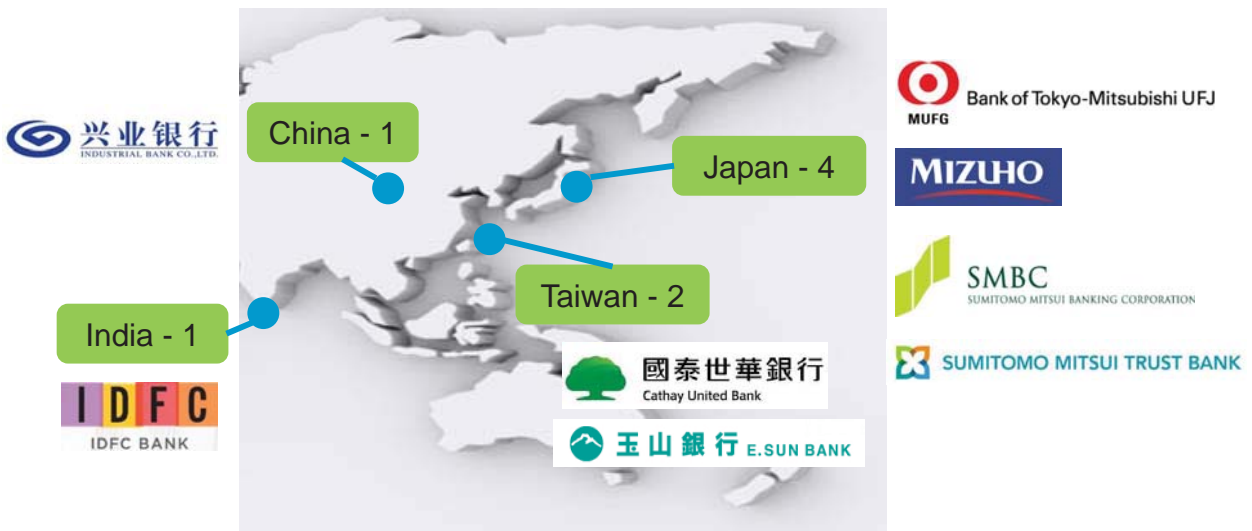 兴业银行
INDUSTRIAL BANK CO.,LTD.
China - 1
India - 1
IDFC
IDFC BANK
Japan - 4
Taiwan - 2
國泰世華銀行
Cathay United Bank
玉山銀行 E.SUN BANK
MUFG
Bank of Tokyo-Mitsubishi UFJ
MIZUHO
SMBC
SUMITOMO MITSUI BANKING CORPORATION
SUMITOMO MITSUI TRUST BANK